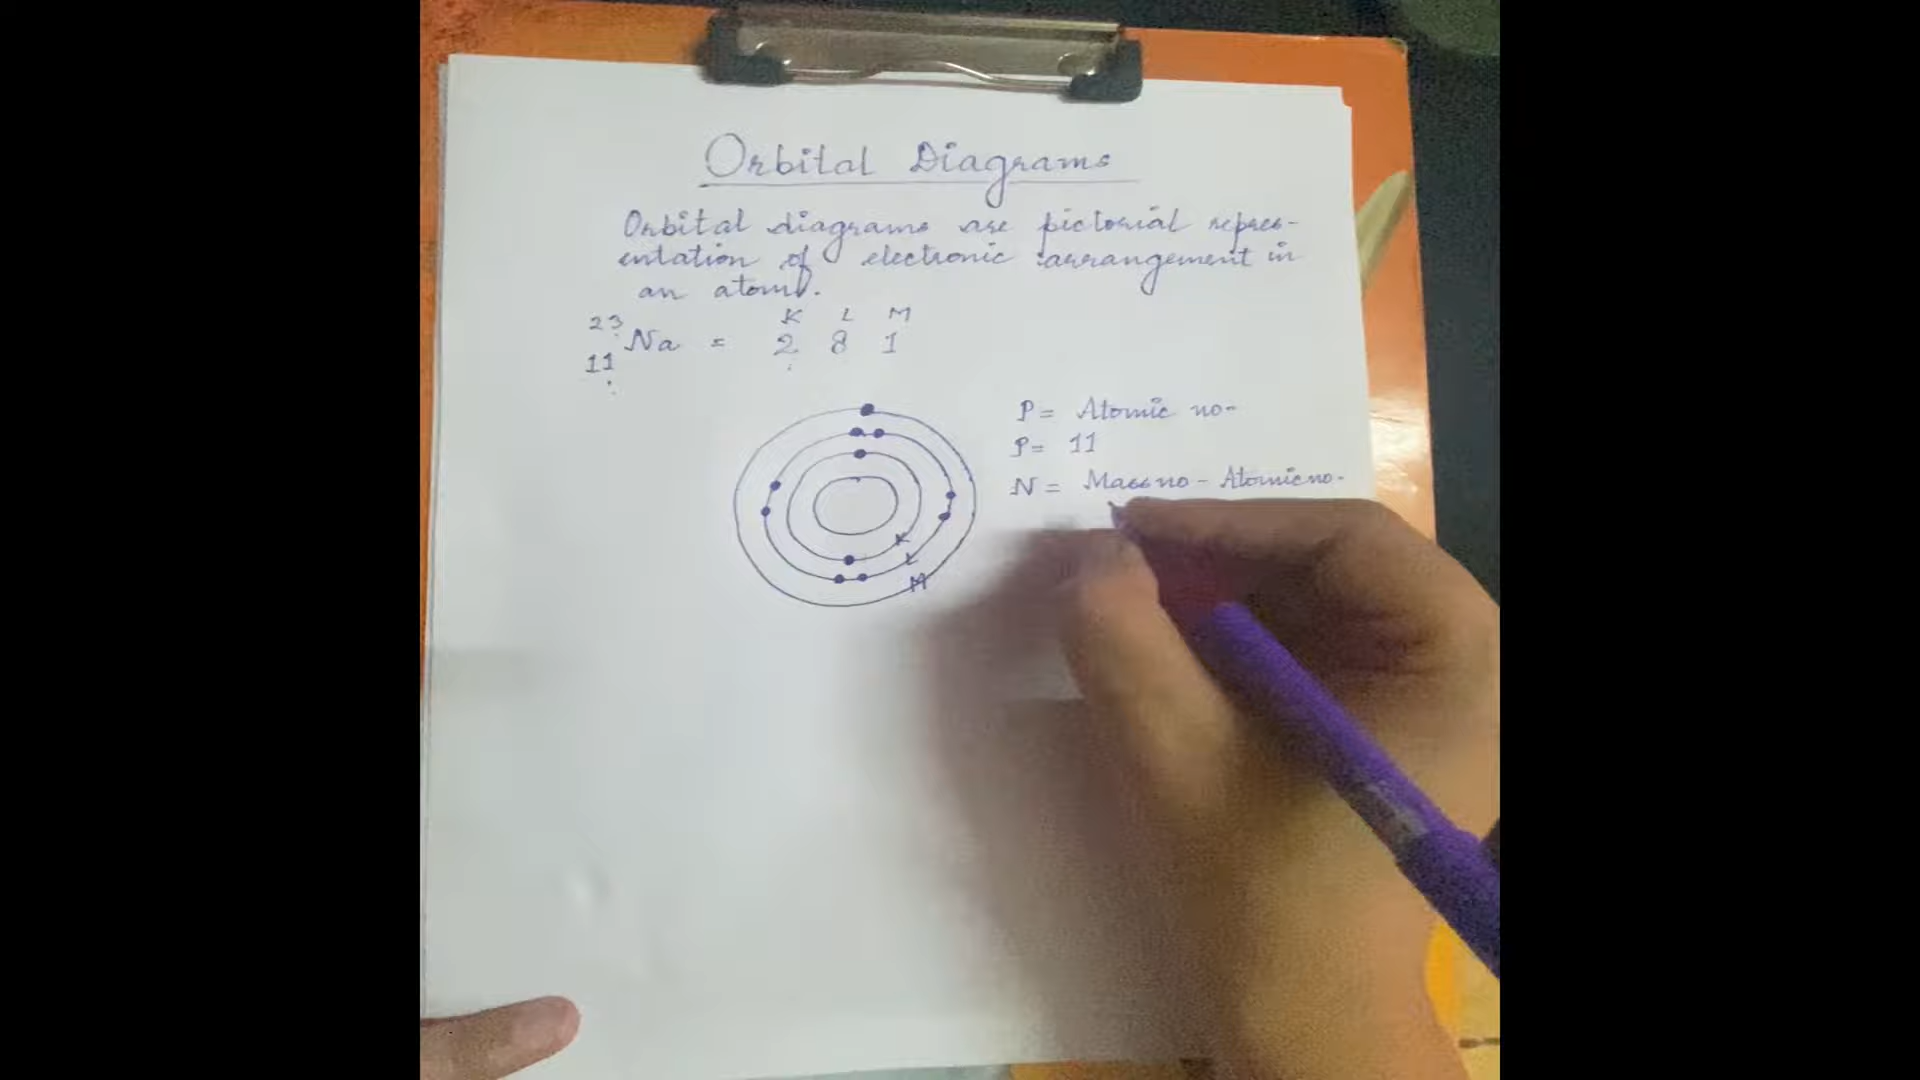 Orbital Diagrams
Orbital diagrams are pictorial repres-
entation of electronic arrangement in
an atom.
K L M
23
Na = 2 8 1
11
P = Atomic no-
P = 11
N = Mass no - Atomic no-
K
L
M